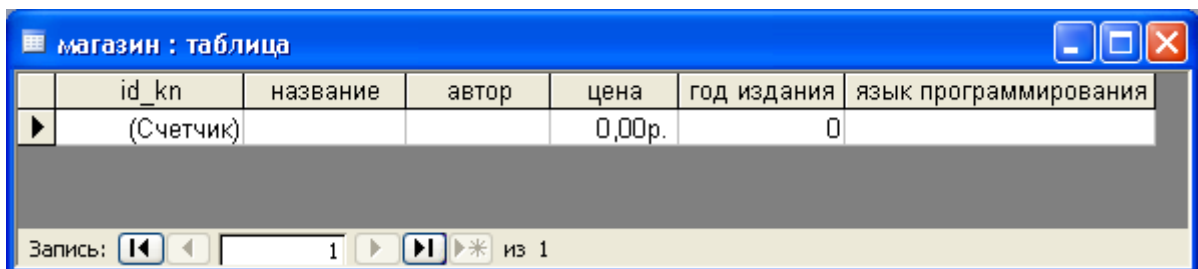 магазин : таблица
id_kn название автор цена год издания язык программирования
(Счетчик) 0,00р. 0
Запись: 1 из 1